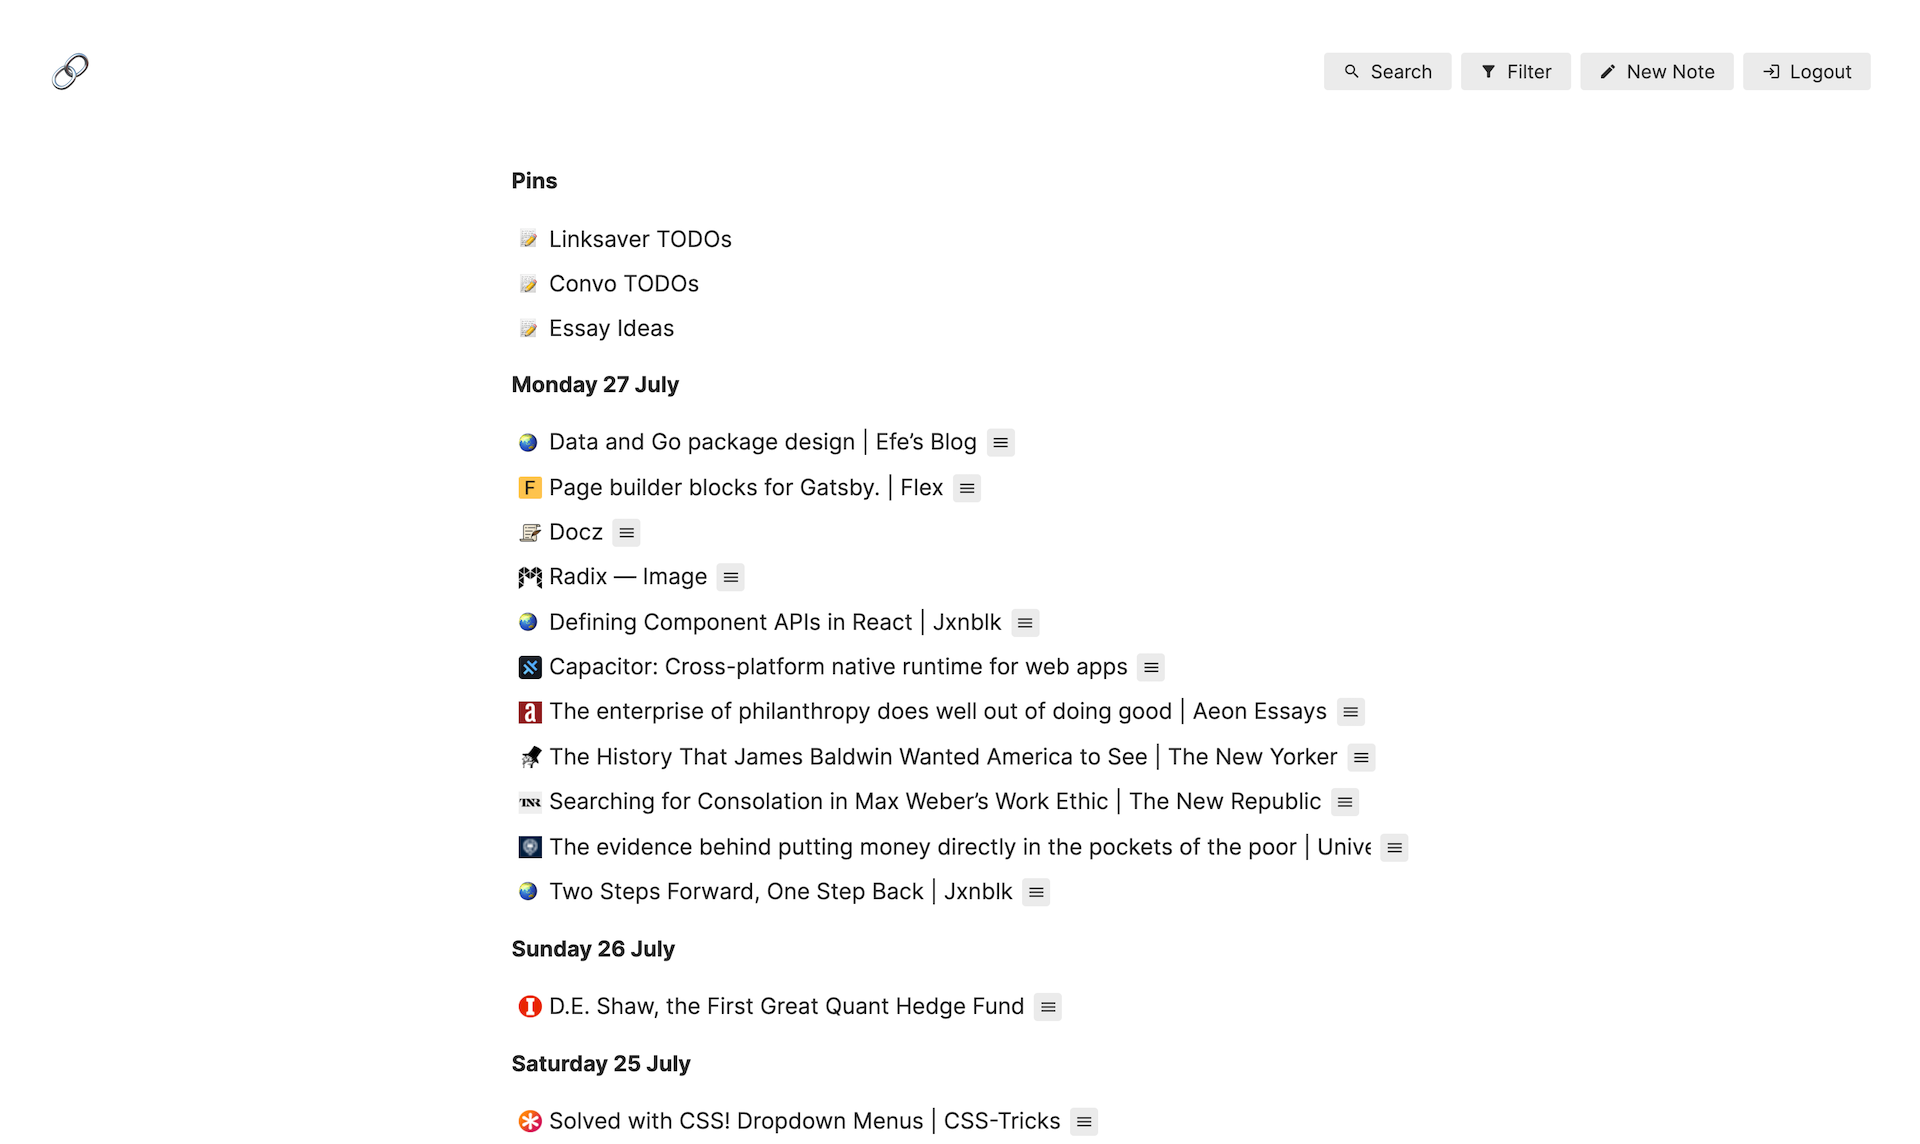 Search Filter New Note Logout
Pins
Linksaver TODOs
Convo TODOs
Essay Ideas
Monday 27 July
Data and Go package design | Efe’s Blog
F Page builder blocks for Gatsby. | Flex
Docz
Radix — Image
Defining Component APIs in React | Jxnblk
Capacitor: Cross-platform native runtime for web apps
a The enterprise of philanthropy does well out of doing good | Aeon Essays
The History That James Baldwin Wanted America to See | The New Yorker
TNR Searching for Consolation in Max Weber’s Work Ethic | The New Republic
The evidence behind putting money directly in the pockets of the poor | Unive
Two Steps Forward, One Step Back | Jxnblk
Sunday 26 July
I D.E. Shaw, the First Great Quant Hedge Fund
Saturday 25 July
Solved with CSS! Dropdown Menus | CSS-Tricks